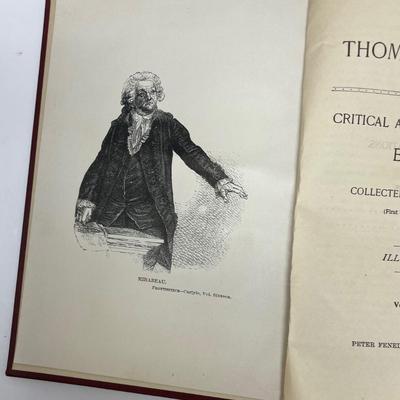 MIRABEAU.
Frontispiece—Carlyle, Vol. Sixteen.
THOM
CRITICAL A
E
COLLECTE
(First
ILL
V
PETER FENEL